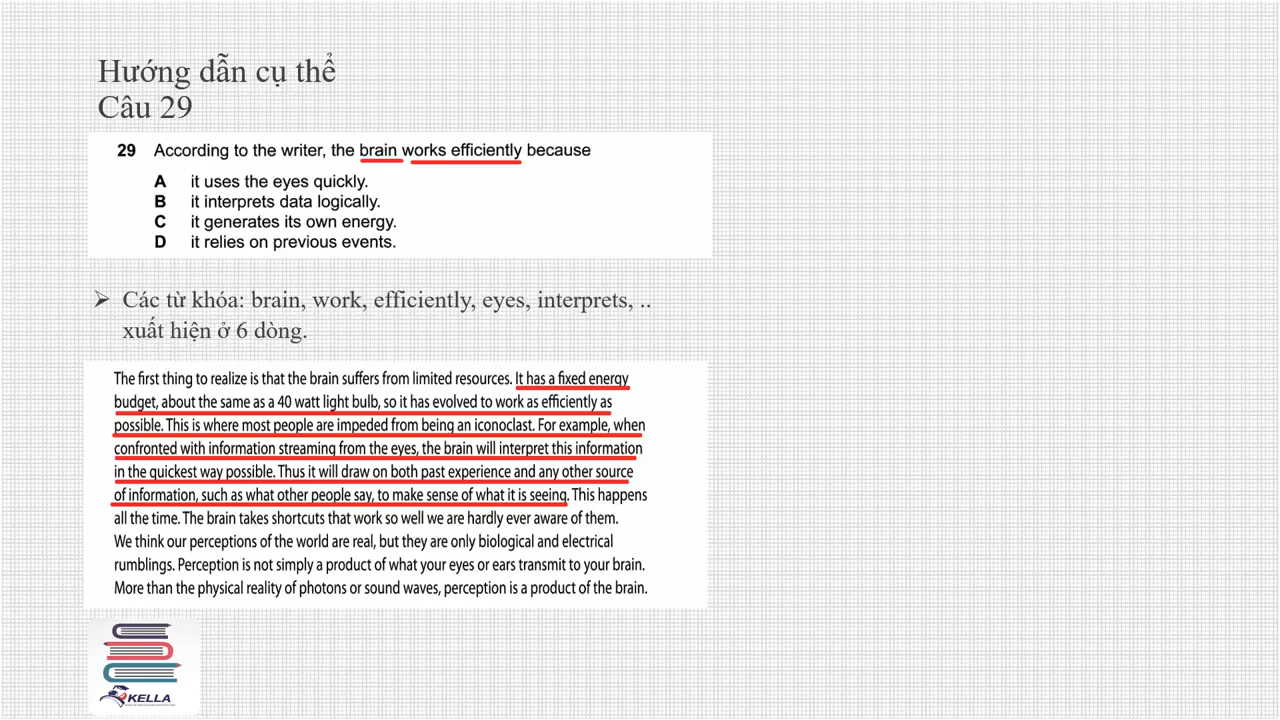 Hướng dẫn cụ thể
Câu 29
29 According to the writer, the brain works efficiently because
A it uses the eyes quickly.
B it interprets data logically.
C it generates its own energy.
D it relies on previous events.
➢ Các từ khóa: brain, work, efficiently, eyes, interprets, ..
xuất hiện ở 6 dòng.
The first thing to realize is that the brain suffers from limited resources. It has a fixed energy
budget, about the same as a 40 watt light bulb, so it has evolved to work as efficiently as
possible. This is where most people are impeded from being an iconoclast. For example, when
confronted with information streaming from the eyes, the brain will interpret this information
in the quickest way possible. Thus it will draw on both past experience and any other source
of information, such as what other people say, to make sense of what it is seeing. This happens
all the time. The brain takes shortcuts that work so well we are hardly ever aware of them.
We think our perceptions of the world are real, but they are only biological and electrical
rumblings. Perception is not simply a product of what your eyes or ears transmit to your brain.
More than the physical reality of photons or sound waves, perception is a product of the brain.
KELLA